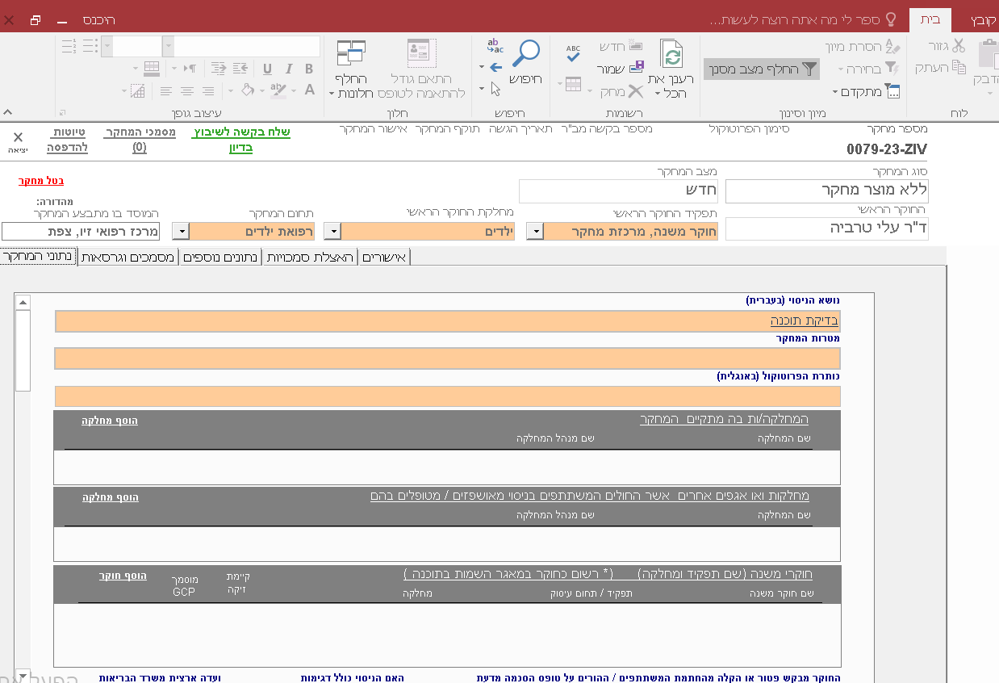 קובץ בית ספר לי מה אתה רוצה לעשות... היכנס
גזור
העתק
לוח
הסרת מיון
בחירה
מתקדם
החלף מצב מסנן
מיון וסינון
רענן את הכל
חדש
שמור
מחק
רשומות
חיפוש
חיפוש
התאם גודל
להתאמה לטופס
החלף
חלונות
חלון
B I U
A
עיצוב גופן
מספר מחקר סימון הפרוטוקול מספר בקשה מב"ר תאריך הגשה תוקף המחקר אישור המחקר
0079-23-ZIV
שלח בקשה לשיבוץ
בדיון
מסמכי המחקר
(0)
טיוטות
להדפסה
יציאה
סוג המחקר מצב המחקר
ללא מוצר מחקר חדש
בטל מחקר
מהדורה:
החוקר הראשי תפקיד החוקר הראשי מחלקת החוקר הראשי תחום המחקר המוסד בו מתבצע המחקר
ד"ר עלי טרביה חוקר משנה, מרכזת מחקר ילדים רפואת ילדים מרכז רפואי זיו, צפת
נתוני המחקר מסמכים וגרסאות נתונים נוספים האצלת סמכויות אישורים
נושא הניסוי (בעברית)
בדיקת תוכנה
מטרות המחקר
כותרת הפרוטוקול (באנגלית)
המחלקה/ות בה מתקיים המחקר הוסף מחלקה
שם המחלקה שם מנהל המחלקה
מחלקות ואו אגפים אחרים אשר החולים המשתתפים בניסוי מאושפזים / מטופלים בהם הוסף מחלקה
שם המחלקה שם מנהל המחלקה
חוקרי משנה (שם תפקיד ומחלקה) (* רשום כחוקר במאגר השמות בתוכנה ) קיימת זיקה מוסמך GCP הוסף חוקר
שם חוקר משנה תפקיד / תחום עיסוק מחלקה
החוקר מבקש פטור או הקלה מהחתמת המשתתפים / ההורים על טופס הסכמה מדעת האם הניסוי כולל דגימות ועדה ארצית משרד הבריאות